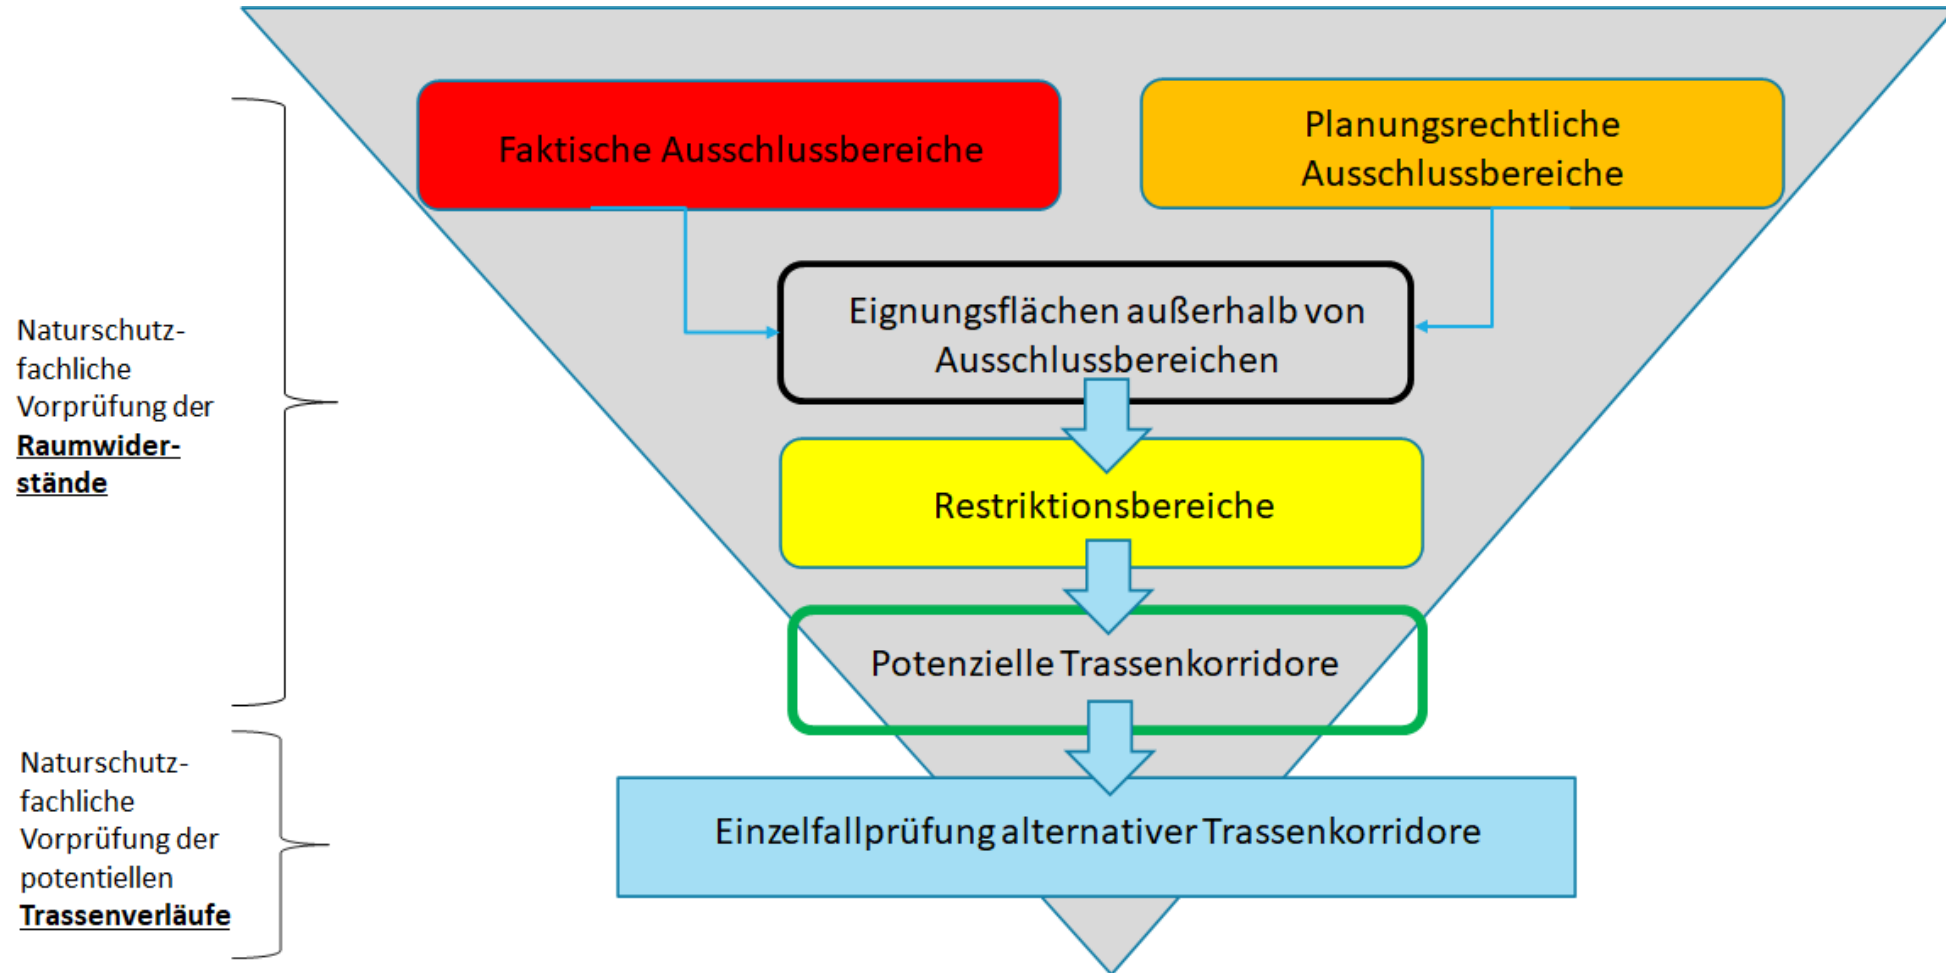 Faktische Ausschlussbereiche
Planungsrechtliche
Ausschlussbereiche
Eignungsflächen außerhalb von
Ausschlussbereichen
Restriktionsbereiche
Potenzielle Trassenkorridore
Einzelfallprüfung alternativer Trassenkorridore
Naturschutz-
fachliche
Vorprüfung der
Raumwider-
stände
Naturschutz-
fachliche
Vorprüfung der
potentiellen
Trassenverläufe